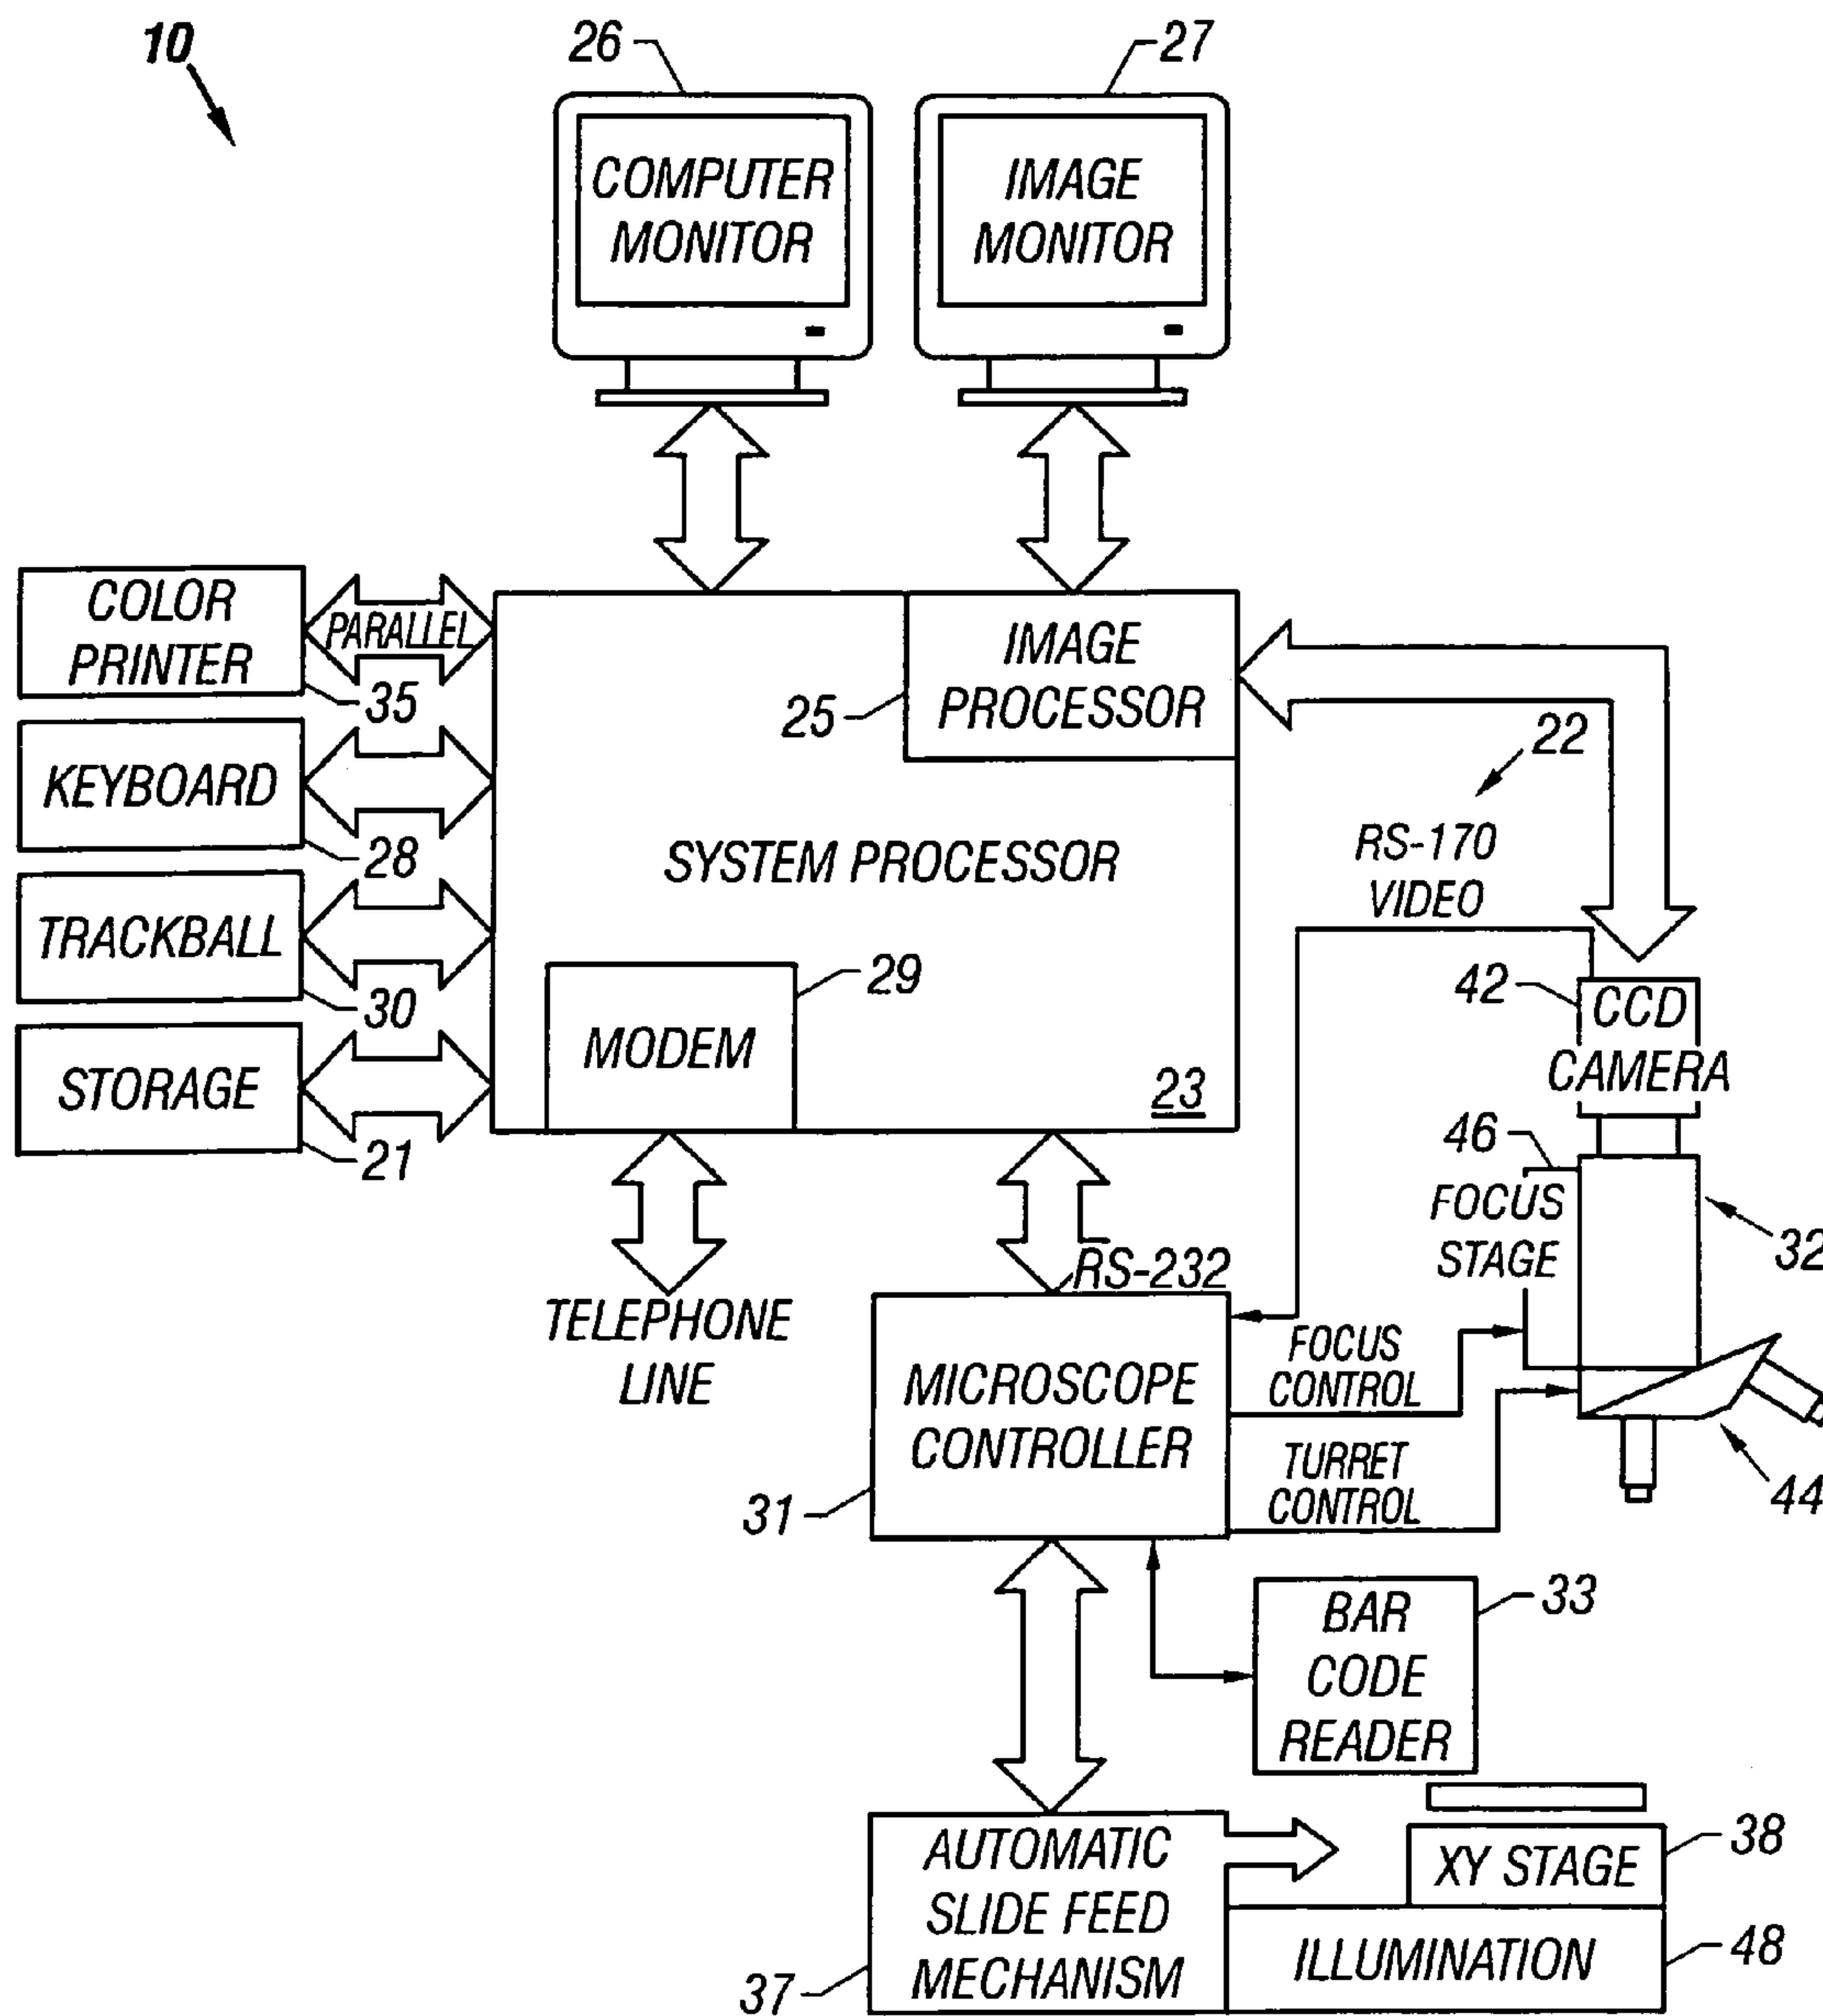 10
26
27
COMPUTER
MONITOR
IMAGE
MONITOR
COLOR
PRINTER
PARALLEL
35
KEYBOARD
28
TRACKBALL
30
STORAGE
21
IMAGE
PROCESSOR
25
SYSTEM PROCESSOR
MODEM
29
23
22
RS-170
VIDEO
42
CCD
CAMERA
46
FOCUS
STAGE
32
44
TELEPHONE
LINE
RS-232
MICROSCOPE
CONTROLLER
31
FOCUS
CONTROL
TURRET
CONTROL
BAR
CODE
READER
33
AUTOMATIC
SLIDE FEED
MECHANISM
37
XY STAGE
38
ILLUMINATION
48